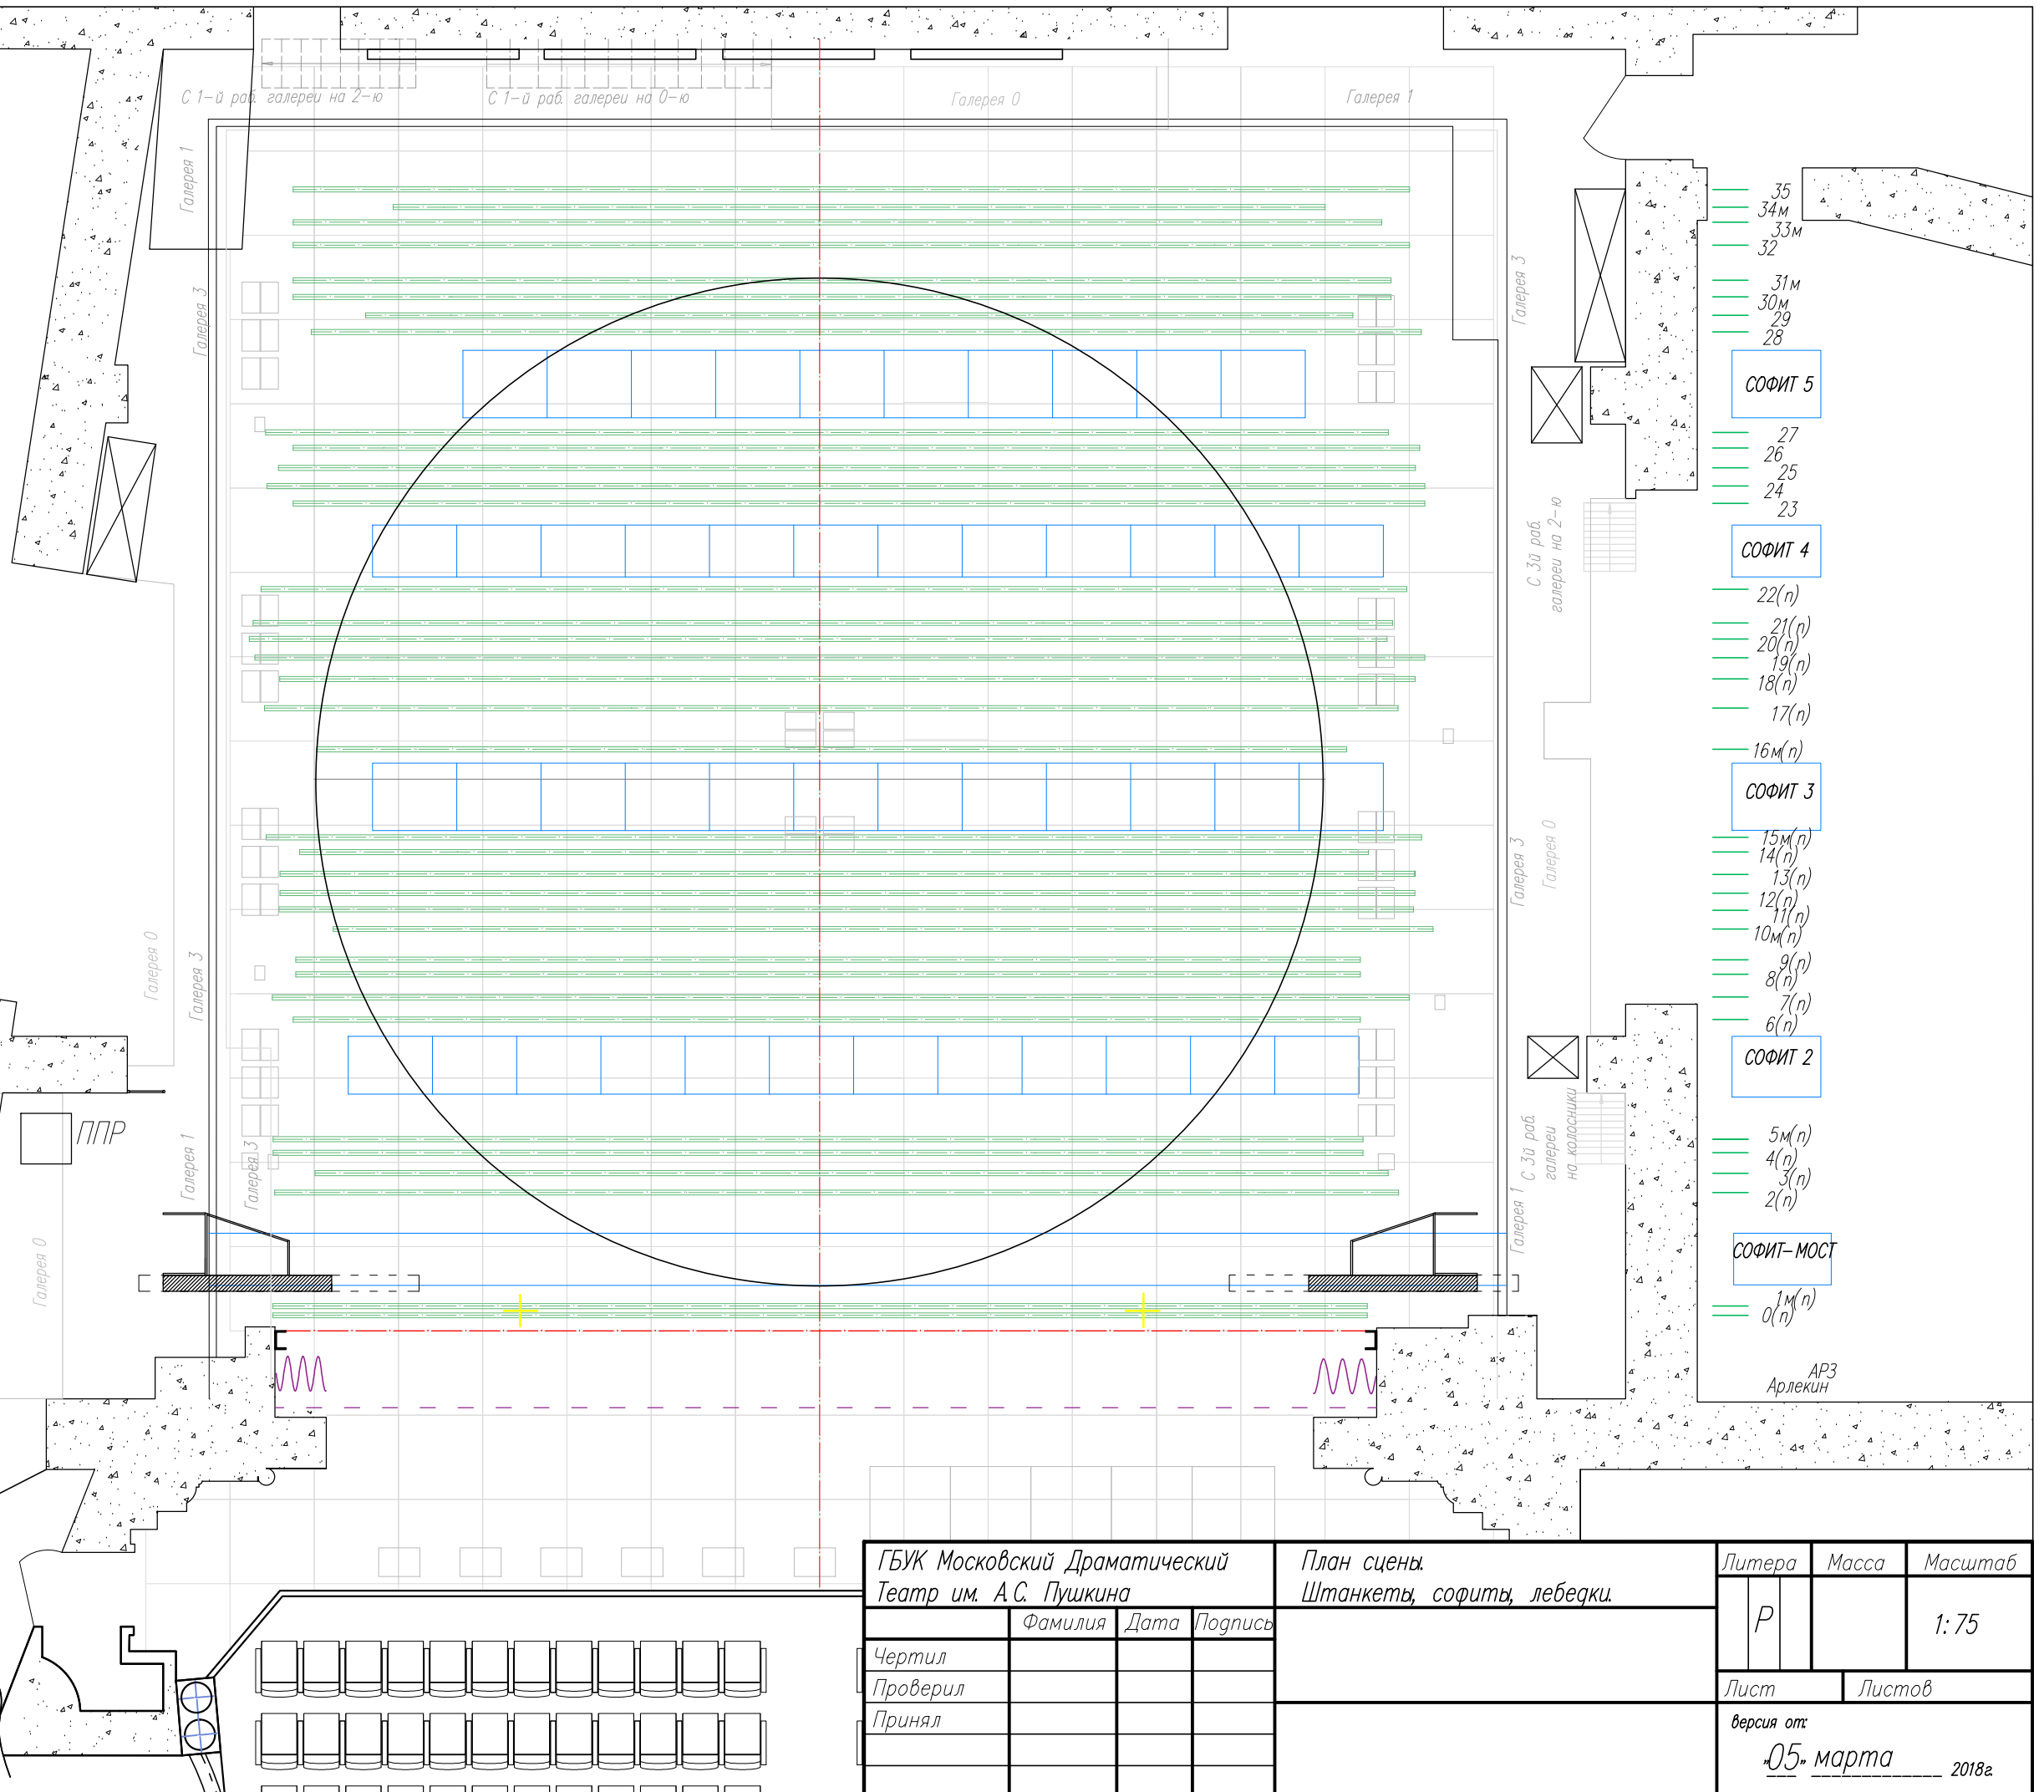 С 1-й раб. галереи на 2-ю
С 1-й раб. галереи на 0-ю
Галерея 0
Галерея 1
Галерея 1
Галерея 3
Галерея 3
35
34м
33м
32
31м
30м
29
28
СОФИТ 5
27
26
25
24
23
С 3й раб.
галереи на 2-ю
СОФИТ 4
22(п)
21(п)
20(п)
19(п)
18(п)
17(п)
16м(п)
СОФИТ 3
15м(п)
14(п)
13(п)
12(п)
11(п)
10м(п)
9(п)
8(п)
7(п)
6(п)
СОФИТ 2
5м(п)
4(п)
3(п)
2(п)
СОФИТ-МОСТ
1м(п)
0(п)
АРЗ
Арлекин
Галерея 3
Галерея 0
Галерея 0
Галерея 3
ППР
Галерея 1
Галерея 3
С 3й раб.
галереи
на колосники
Галерея 1
Галерея 0
ГБУК Московский Драматический
Театр им. А.С. Пушкина
План сцены.
Штанкеты, софиты, лебедки.
Литера
Масса
Масштаб
Р
1:75
Фамилия
Дата
Подпись
Чертил
Проверил
Принял
Лист
Листов
версия от:
„05„ марта 2018г.